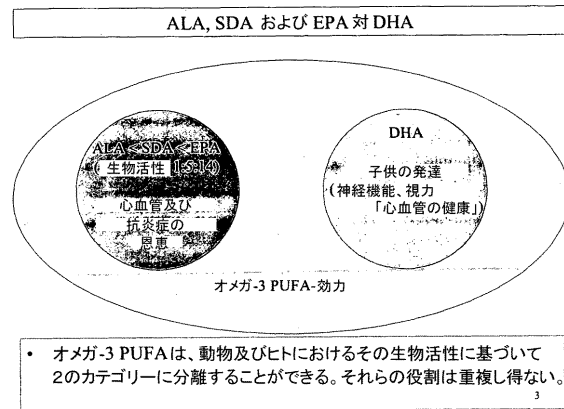 ALA, SDA および EPA 対 DHA
ALA<SDA<EPA
(生物活性 1:5:14)
心血管及び
抗炎症の
恩恵
DHA
子供の発達
(神経機能、視力
「心血管の健康」)
オメガ-3 PUFA-効力
• オメガ-3 PUFAは、動物及びヒトにおけるその生物活性に基づいて
2のカテゴリーに分離することができる。それらの役割は重複し得ない。
3